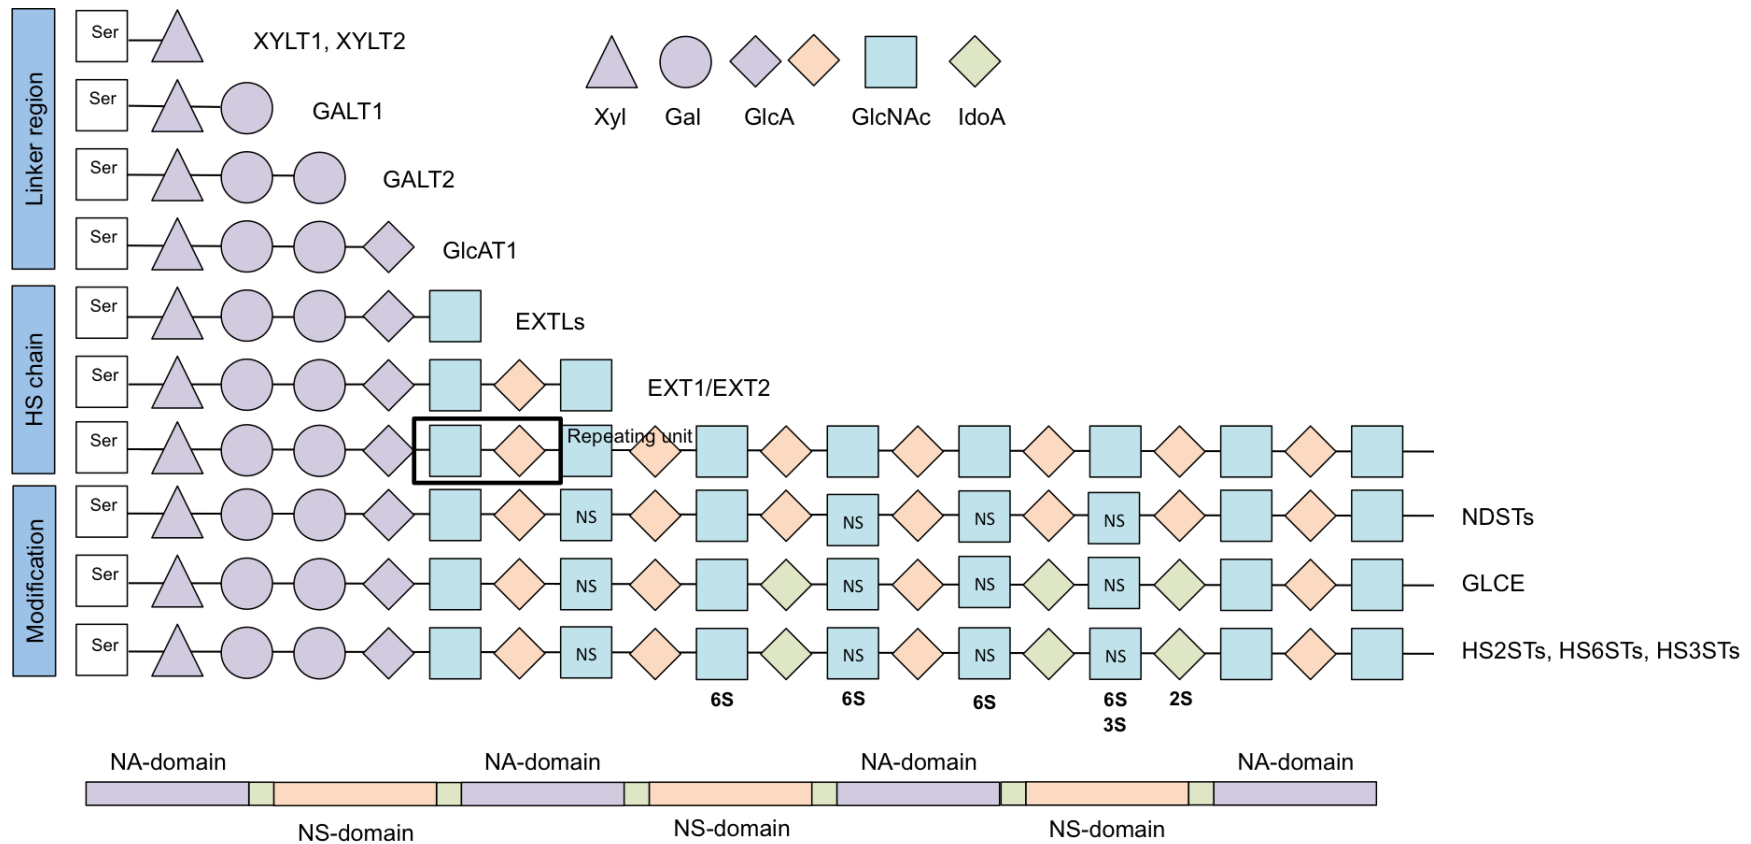 Linker region
Ser
XYLT1, XYLT2
Xyl
Gal
GlcA
GlcNAc
IdoA
Ser
GALT1
Ser
GALT2
Ser
GlcAT1
HS chain
Ser
EXTLs
Ser
EXT1/EXT2
Ser
Repeating unit
Modification
Ser
NS
NS
NS
NS
NDSTs
Ser
NS
NS
NS
NS
GLCE
Ser
NS
NS
NS
NS
HS2STs, HS6STs, HS3STs
6S
6S
6S
6S
2S
3S
NA-domain
NA-domain
NA-domain
NA-domain
NS-domain
NS-domain
NS-domain